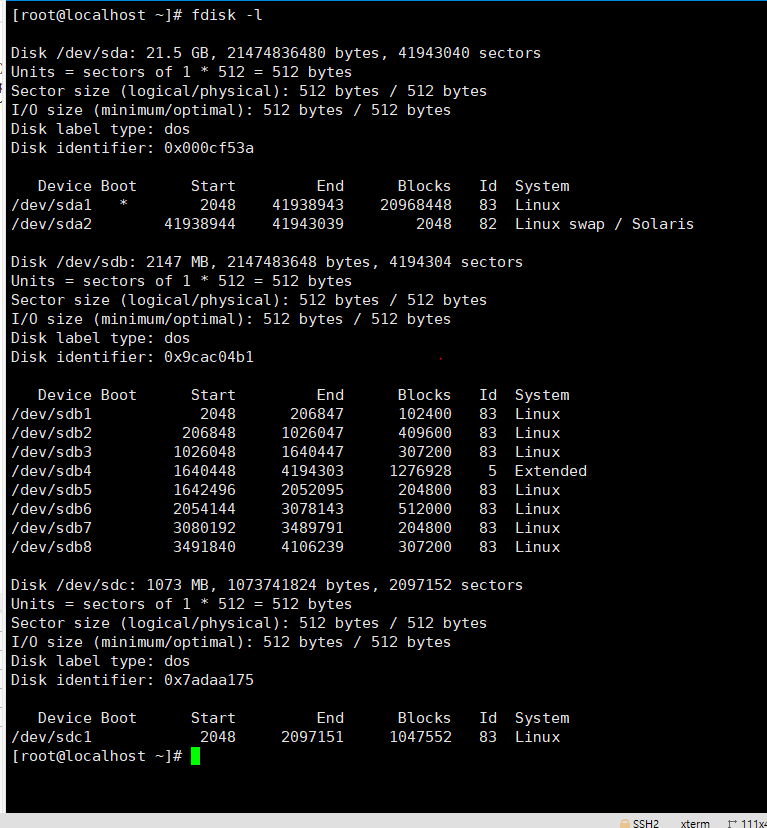 [root@localhost ~]# fdisk -l

Disk /dev/sda: 21.5 GB, 21474836480 bytes, 41943040 sectors
Units = sectors of 1 * 512 = 512 bytes
Sector size (logical/physical): 512 bytes / 512 bytes
I/O size (minimum/optimal): 512 bytes / 512 bytes
Disk label type: dos
Disk identifier: 0x000cf53a

   Device Boot      Start         End      Blocks   Id  System
/dev/sda1   *        2048    41938943    20968448   83  Linux
/dev/sda2        41938944    41943039        2048   82  Linux swap / Solaris

Disk /dev/sdb: 2147 MB, 2147483648 bytes, 4194304 sectors
Units = sectors of 1 * 512 = 512 bytes
Sector size (logical/physical): 512 bytes / 512 bytes
I/O size (minimum/optimal): 512 bytes / 512 bytes
Disk label type: dos
Disk identifier: 0x9cac04b1

   Device Boot      Start         End      Blocks   Id  System
/dev/sdb1            2048      206847      102400   83  Linux
/dev/sdb2          206848     1026047      409600   83  Linux
/dev/sdb3         1026048     1640447      307200   83  Linux
/dev/sdb4         1640448     4194303     1276928    5  Extended
/dev/sdb5         1642496     2052095      204800   83  Linux
/dev/sdb6         2054144     3078143      512000   83  Linux
/dev/sdb7         3080192     3489791      204800   83  Linux
/dev/sdb8         3491840     4106239      307200   83  Linux

Disk /dev/sdc: 1073 MB, 1073741824 bytes, 2097152 sectors
Units = sectors of 1 * 512 = 512 bytes
Sector size (logical/physical): 512 bytes / 512 bytes
I/O size (minimum/optimal): 512 bytes / 512 bytes
Disk label type: dos
Disk identifier: 0x7adaa175

   Device Boot      Start         End      Blocks   Id  System
/dev/sdc1            2048     2097151     1047552   83  Linux
[root@localhost ~]#
SSH2 xterm